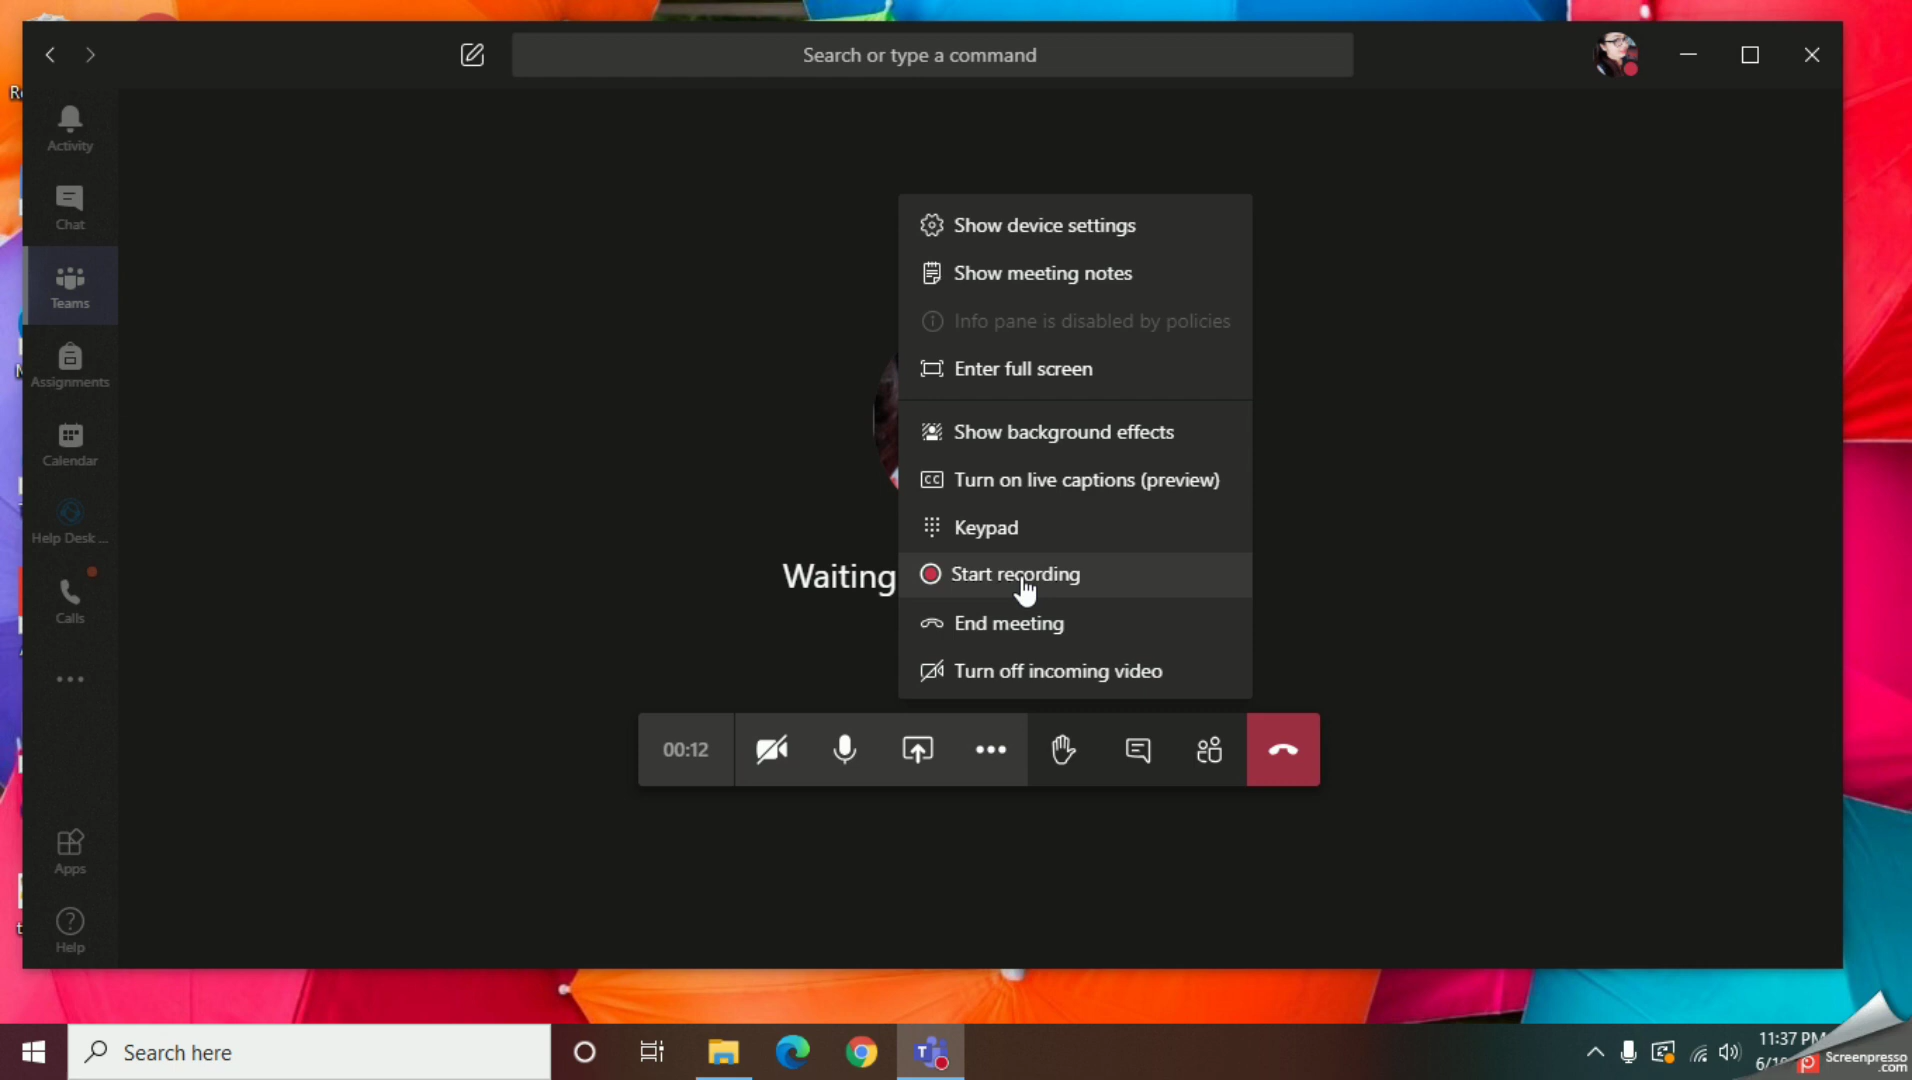 Search or type a command
Activity
Chat
Teams
Assignments
Calendar
Help Desk ...
Calls
Apps
Help
Show device settings
Show meeting notes
Info pane is disabled by policies
Enter full screen
Show background effects
CC Turn on live captions (preview)
Keypad
Waiting
Start recording
End meeting
Turn off incoming video
00:12
Search here
T
11:37 PM
Screenpresso
.com